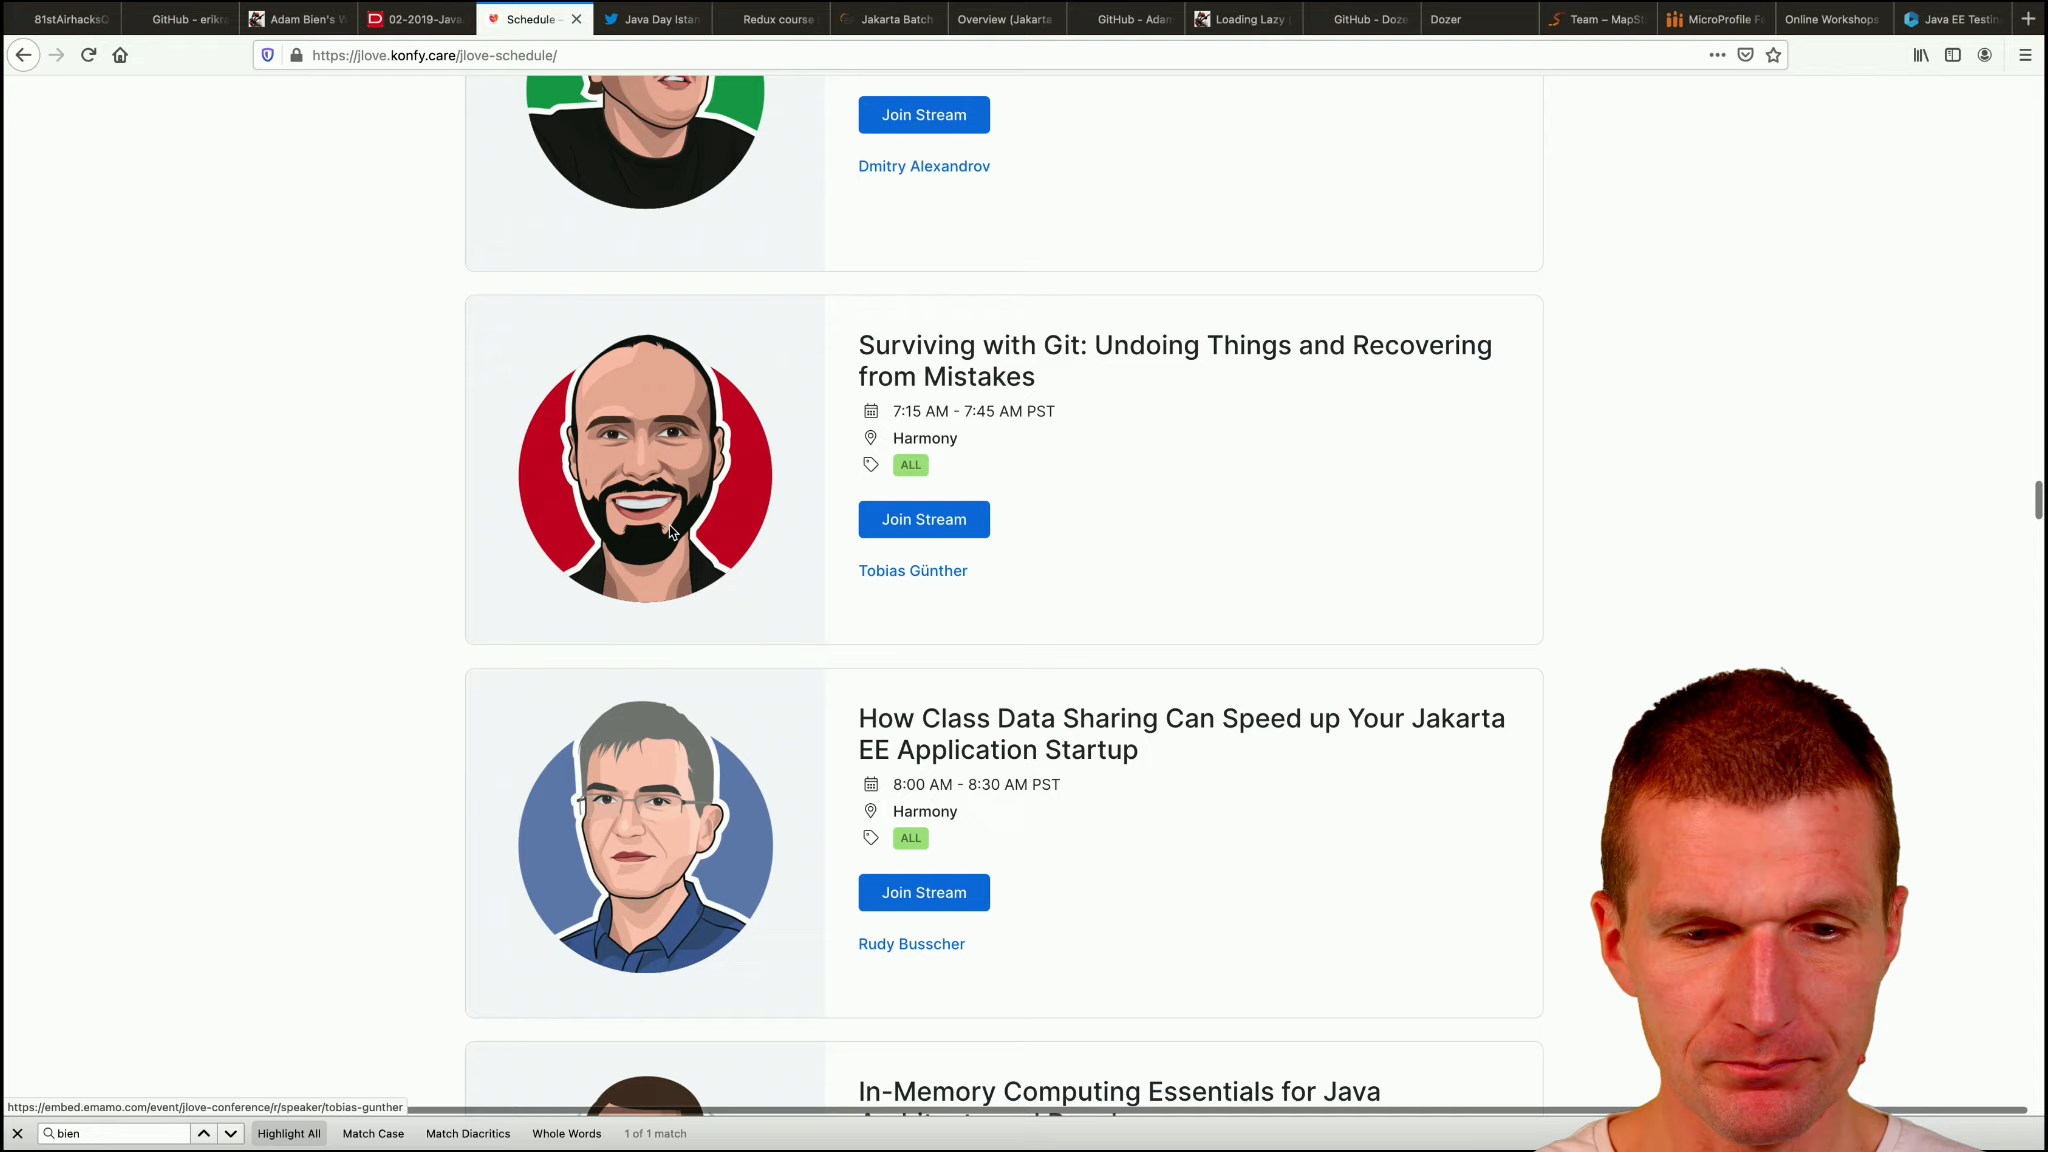 81stAirhacksQ
GitHub - erikr
Adam Bien's W
02-2019-Java
Schedule -
Java Day Istan
Redux course
Jakarta Batch
Overview (Jakarta
GitHub - Adam
Loading Lazy
GitHub - Doze
Dozer
Team – MapSt
MicroProfile Fa
Online Workshops
Java EE Testin
https://jlove.konfy.care/jlove-schedule/
Join Stream
Dmitry Alexandrov
Surviving with Git: Undoing Things and Recovering
from Mistakes
7:15 AM - 7:45 AM PST
Harmony
ALL
Join Stream
Tobias Günther
How Class Data Sharing Can Speed up Your Jakarta
EE Application Startup
8:00 AM - 8:30 AM PST
Harmony
ALL
Join Stream
Rudy Busscher
In-Memory Computing Essentials for Java
https://embed.emamo.com/event/jlove-conference/r/speaker/tobias-gunther
bien
Highlight All
Match Case
Match Diacritics
Whole Words
1 of 1 match